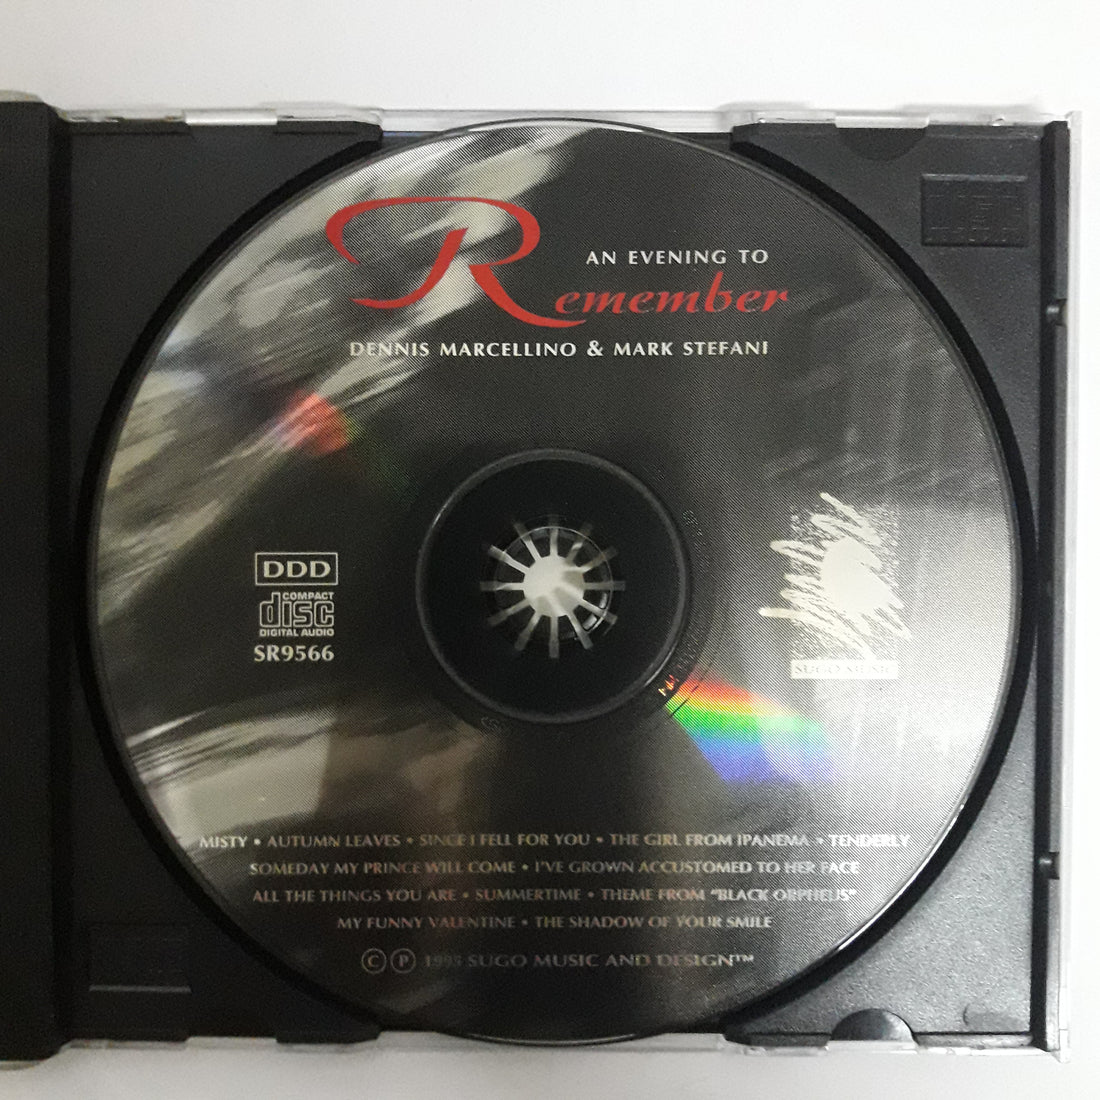 AN EVENING TO
Remember
DENNIS MARCELLINO & MARK STEFANI
DDD
COMPACT
disc
DIGITAL AUDIO
SR9566
SUGO MUSIC
MISTY • AUTUMN LEAVES • SINCE I FELL FOR YOU • THE GIRL FROM IPANEMA • TENDERLY
SOMEDAY MY PRINCE WILL COME • I'VE GROWN ACCUSTOMED TO HER FACE
ALL THE THINGS YOU ARE • SUMMERTIME • THEME FROM "BLACK ORPHEUS"
MY FUNNY VALENTINE • THE SHADOW OF YOUR SMILE
Ⓒ Ⓟ 1995 SUGO MUSIC AND DESIGN™